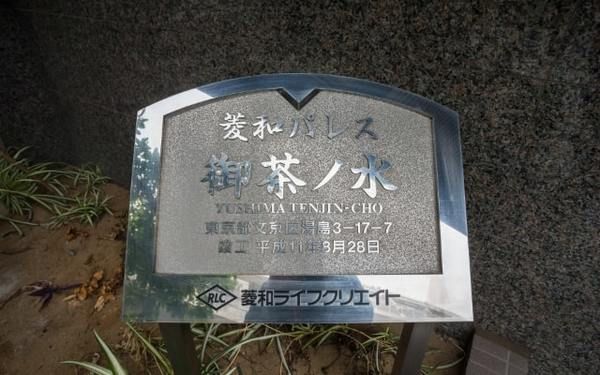 菱和パレス
御茶ノ水
YUSHIMA TENJIN-CHO
東京都文京区湯島3-17-7
竣工 平成11年8月28日
RLC 菱和ライフクリエイト